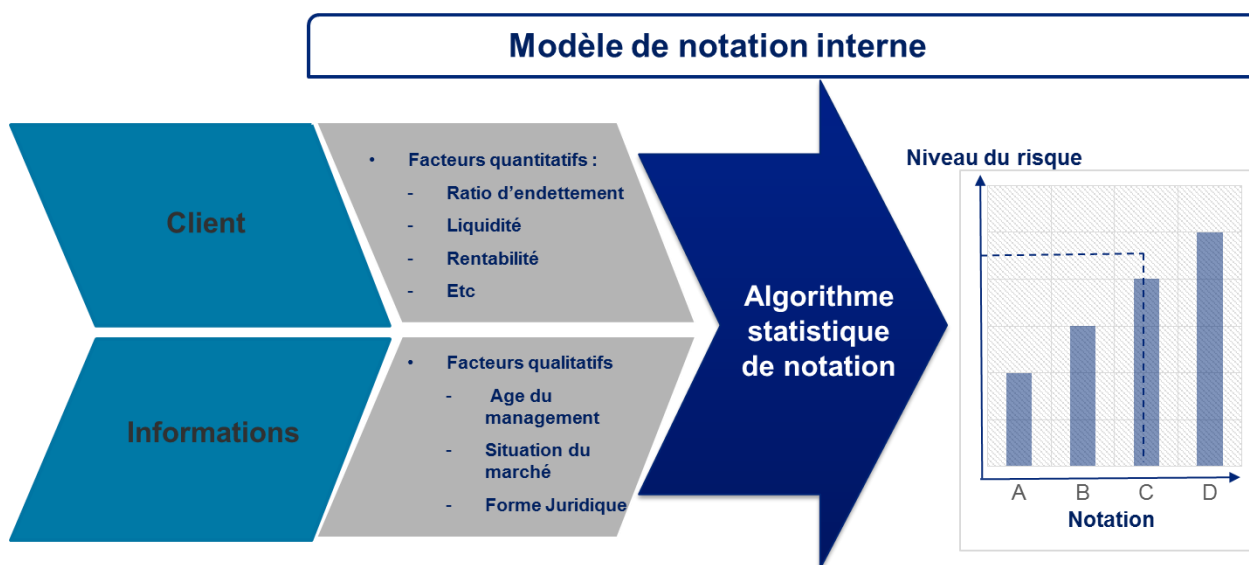 Modèle de notation interne
Client
• Facteurs quantitatifs :
- Ratio d’endettement
- Liquidité
- Rentabilité
- Etc
Informations
• Facteurs qualitatifs
- Age du
management
- Situation du
marché
- Forme Juridique
Algorithme
statistique
de notation
Niveau du risque
A B C D
Notation